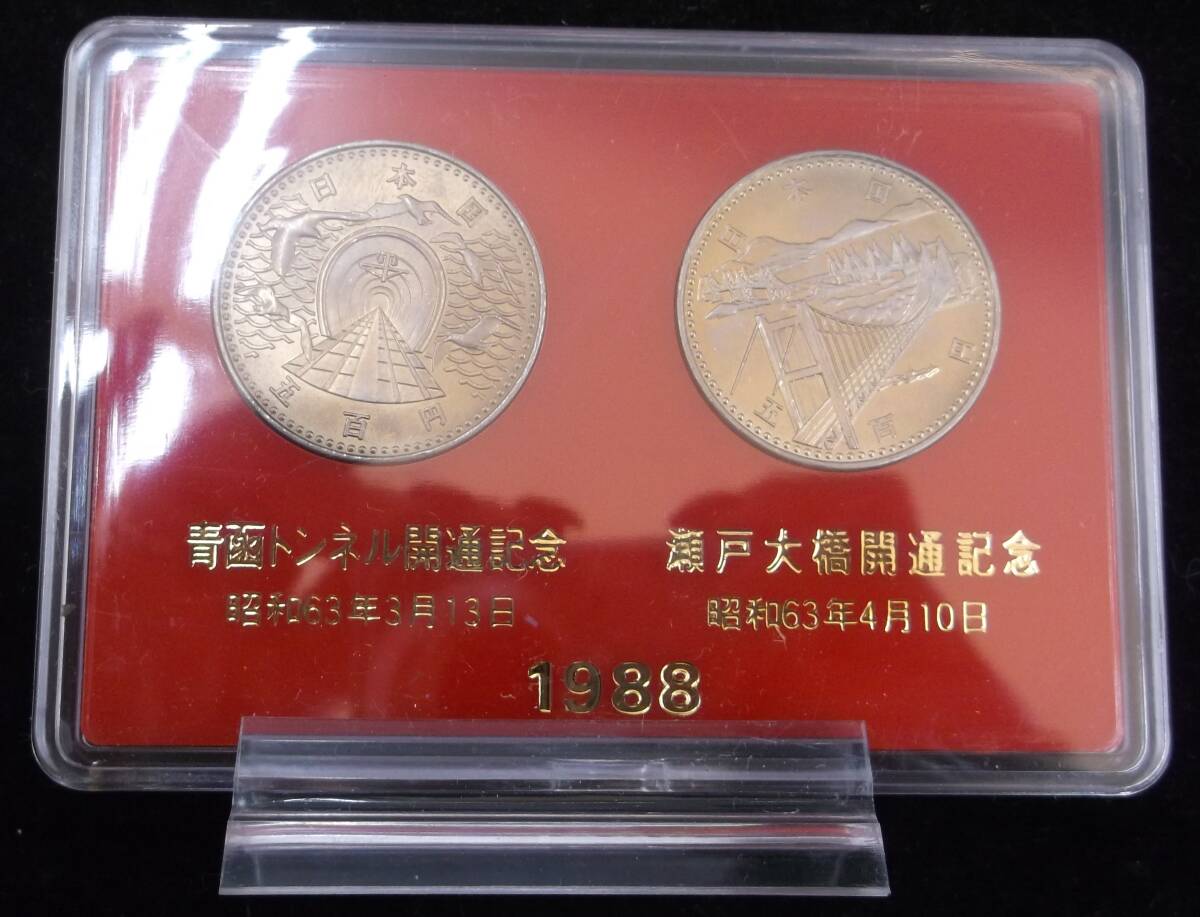 日本国
五百円
日本国
五百円
青函トンネル開通記念
昭和63年3月13日
瀬戸大橋開通記念
昭和63年4月10日
1988